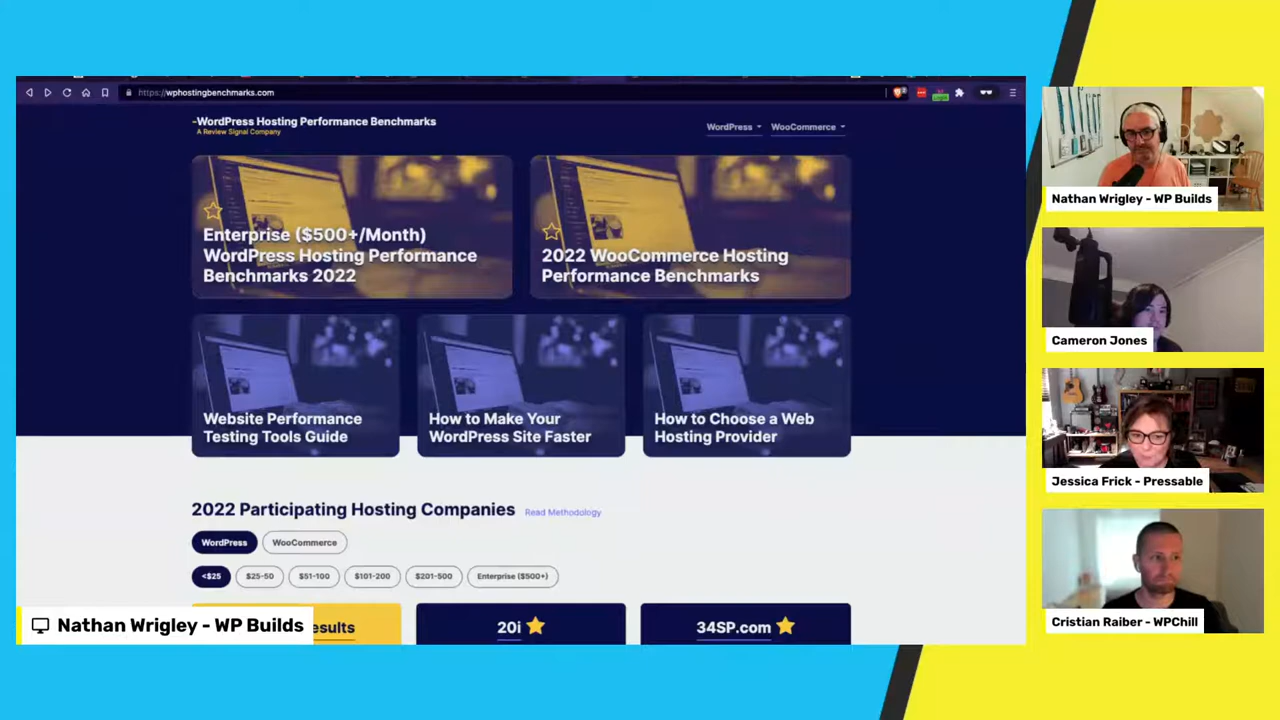 https://wphostingbenchmarks.com
-WordPress Hosting Performance Benchmarks
A Review Signal Company
WordPress
WooCommerce
Enterprise ($500+/Month)
WordPress Hosting Performance
Benchmarks 2022
2022 WooCommerce Hosting
Performance Benchmarks
Website Performance
Testing Tools Guide
How to Make Your
WordPress Site Faster
How to Choose a Web
Hosting Provider
2022 Participating Hosting Companies
Read Methodology
WordPress
WooCommerce
<$25
$25-50
$51-100
$101-200
$201-500
Enterprise ($500+)
esults
20i
34SP.com
Nathan Wrigley - WP Builds
Nathan Wrigley - WP Builds
Cameron Jones
Jessica Frick - Pressable
Cristian Raiber - WPChill